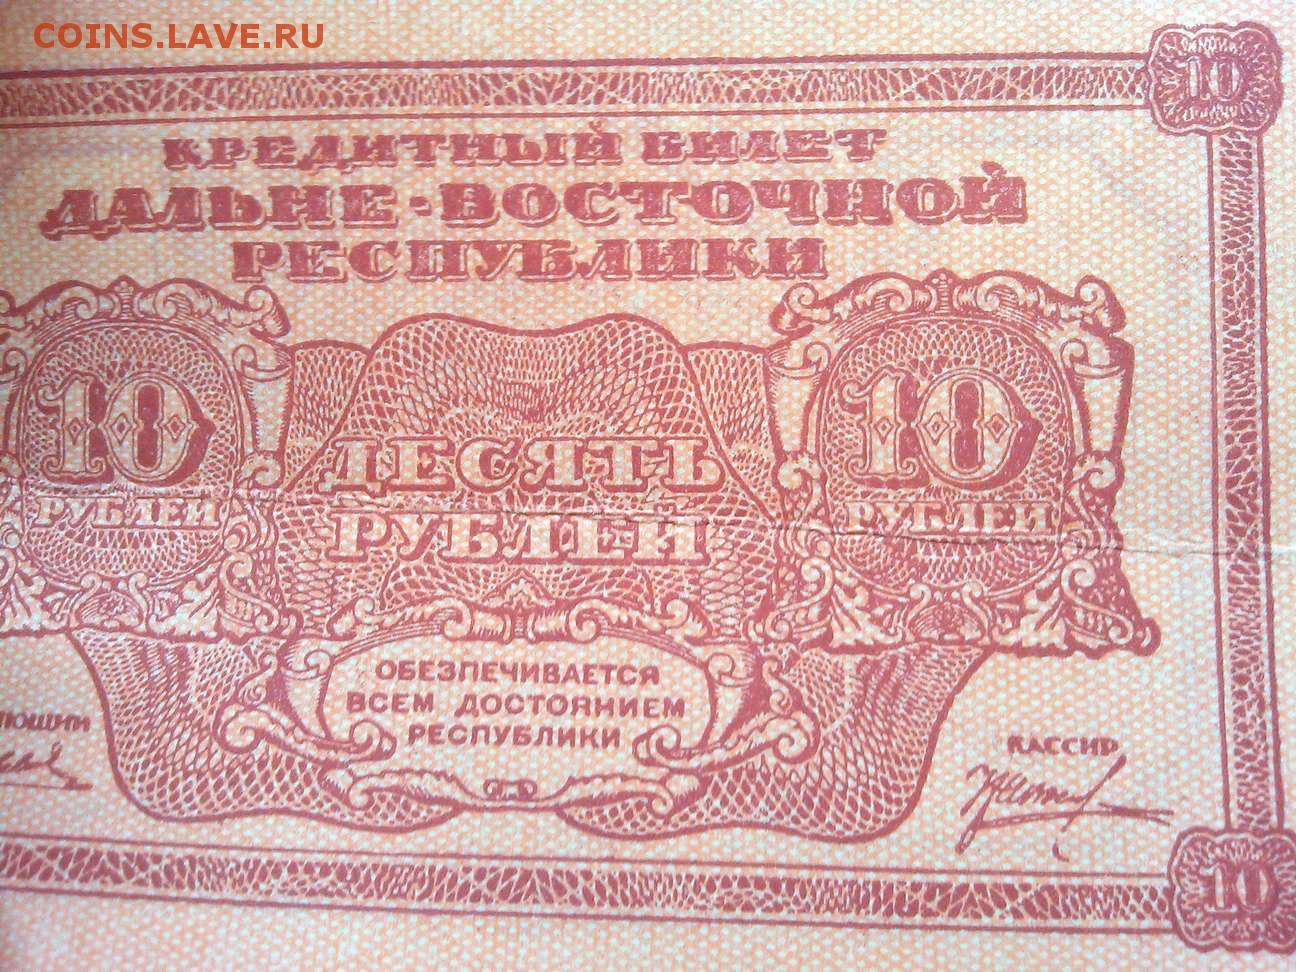 COINS.LAVE.RU
10
КРЕДИТНЫЙ БИЛЕТ
ДАЛЬНЕ-ВОСТОЧНОЙ
РЕСПУБЛИКИ
10 ДЕСЯТЬ 10
РУБЛЕЙ РУБЛЕЙ РУБЛЕЙ
ОБЕЗПЕЧИВАЕТСЯ
ВСЕМ ДОСТОЯНИЕМ
РЕСПУБЛИКИ
КАССИР
10